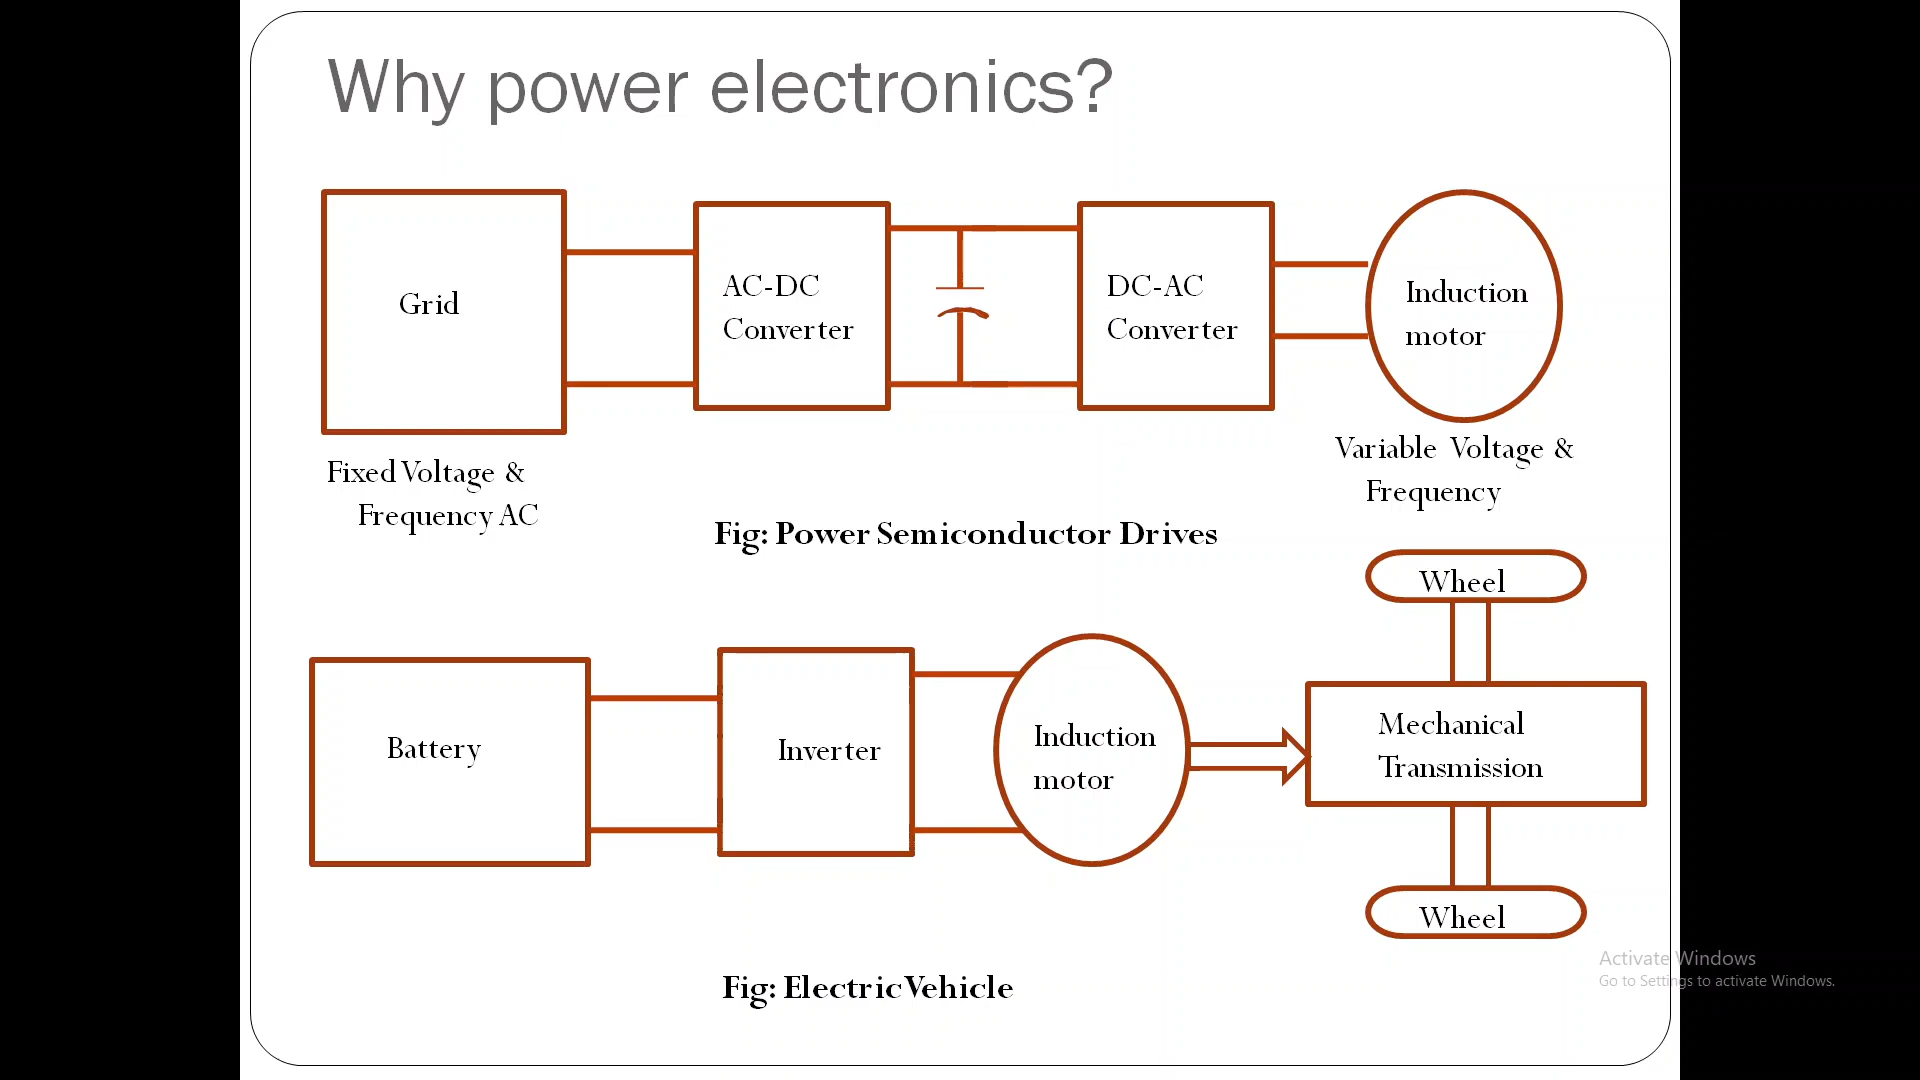 Why power electronics?
Grid
AC-DC
Converter
DC-AC
Converter
Induction
motor
Fixed Voltage &
Frequency AC
Variable Voltage &
Frequency
Fig: Power Semiconductor Drives
Wheel
Battery
Inverter
Induction
motor
Mechanical
Transmission
Wheel
Fig: Electric Vehicle
Activate Windows
Go to Settings to activate Windows.